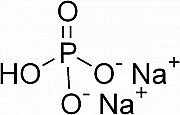 O
P
HO O⁻ Na⁺
O⁻ Na⁺